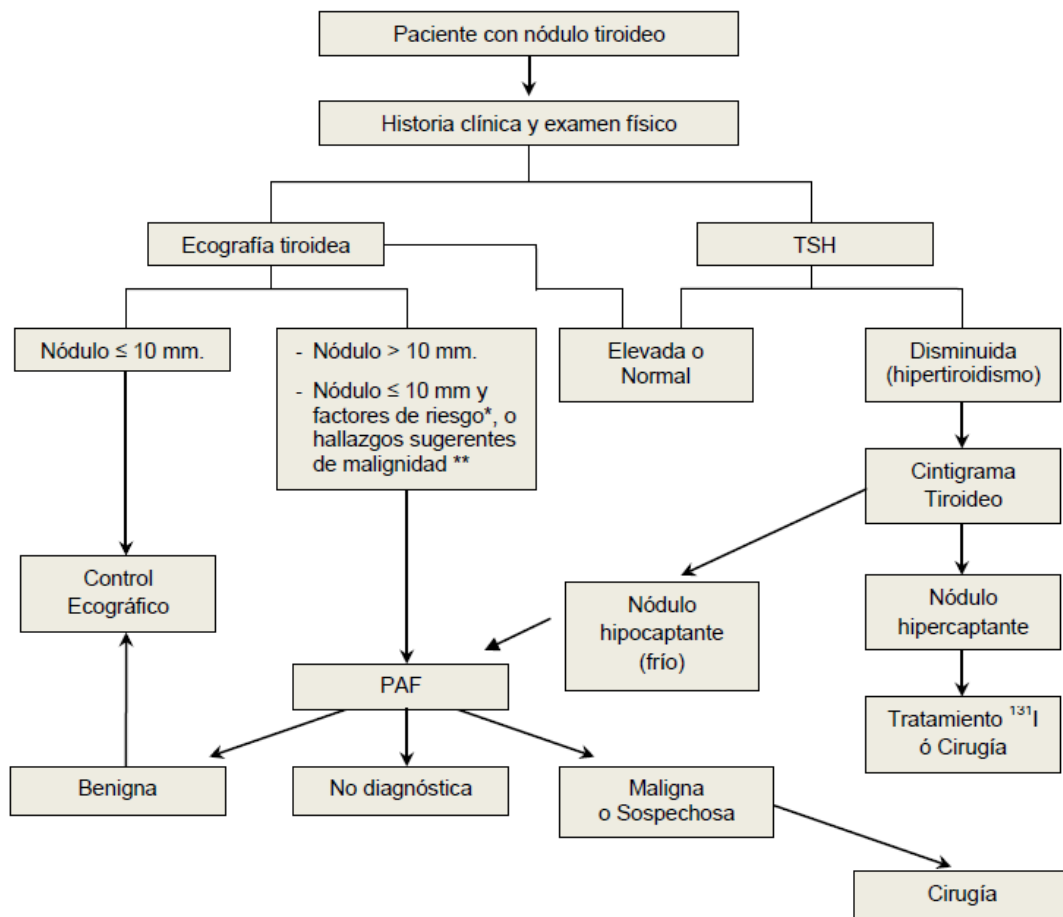 Paciente con nódulo tiroideo
Historia clínica y examen físico
Ecografía tiroidea
TSH
Nódulo ≤ 10 mm.
- Nódulo > 10 mm.
- Nódulo ≤ 10 mm y
factores de riesgo*, o
hallazgos sugerentes
de malignidad **
Elevada o
Normal
Disminuida
(hipertiroidismo)
Cintigrama
Tiroideo
Control
Ecográfico
Nódulo
hipocaptante
(frío)
Nódulo
hipercaptante
PAF
Tratamiento ¹³¹I
ó Cirugía
Benigna
No diagnóstica
Maligna
o Sospechosa
Cirugía